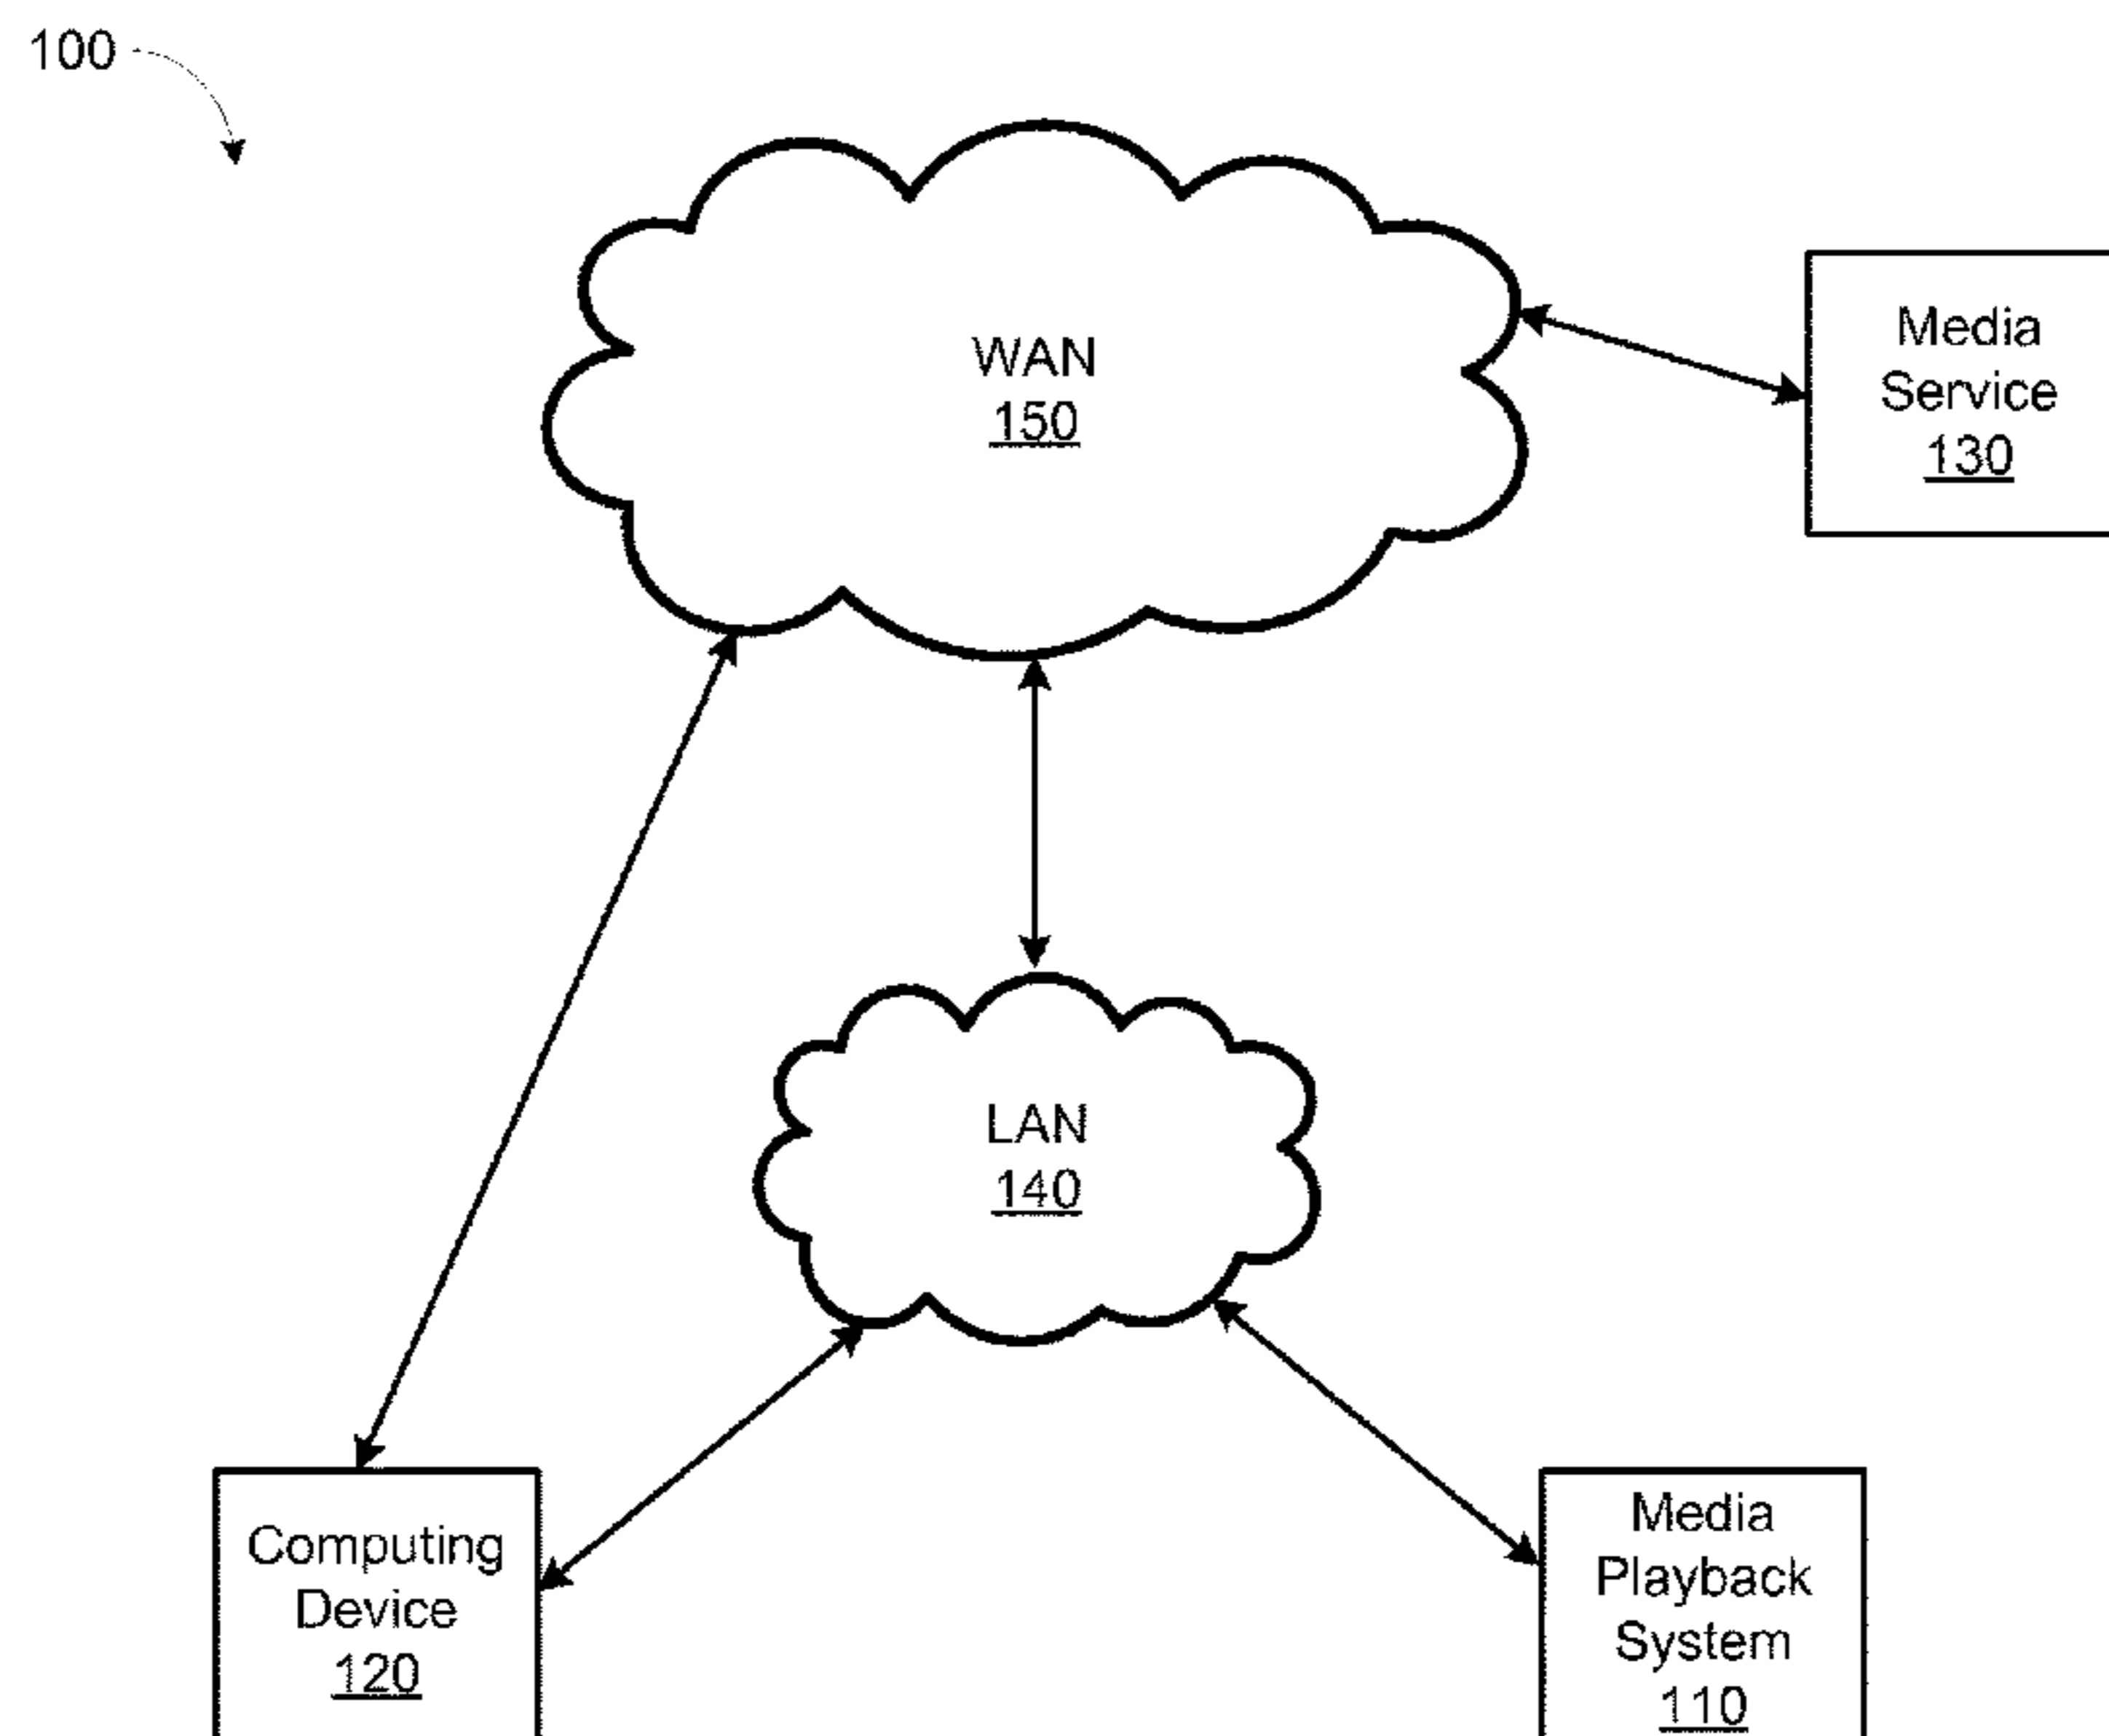 100
WAN
150
Media
Service
130
LAN
140
Computing
Device
120
Media
Playback
System
110